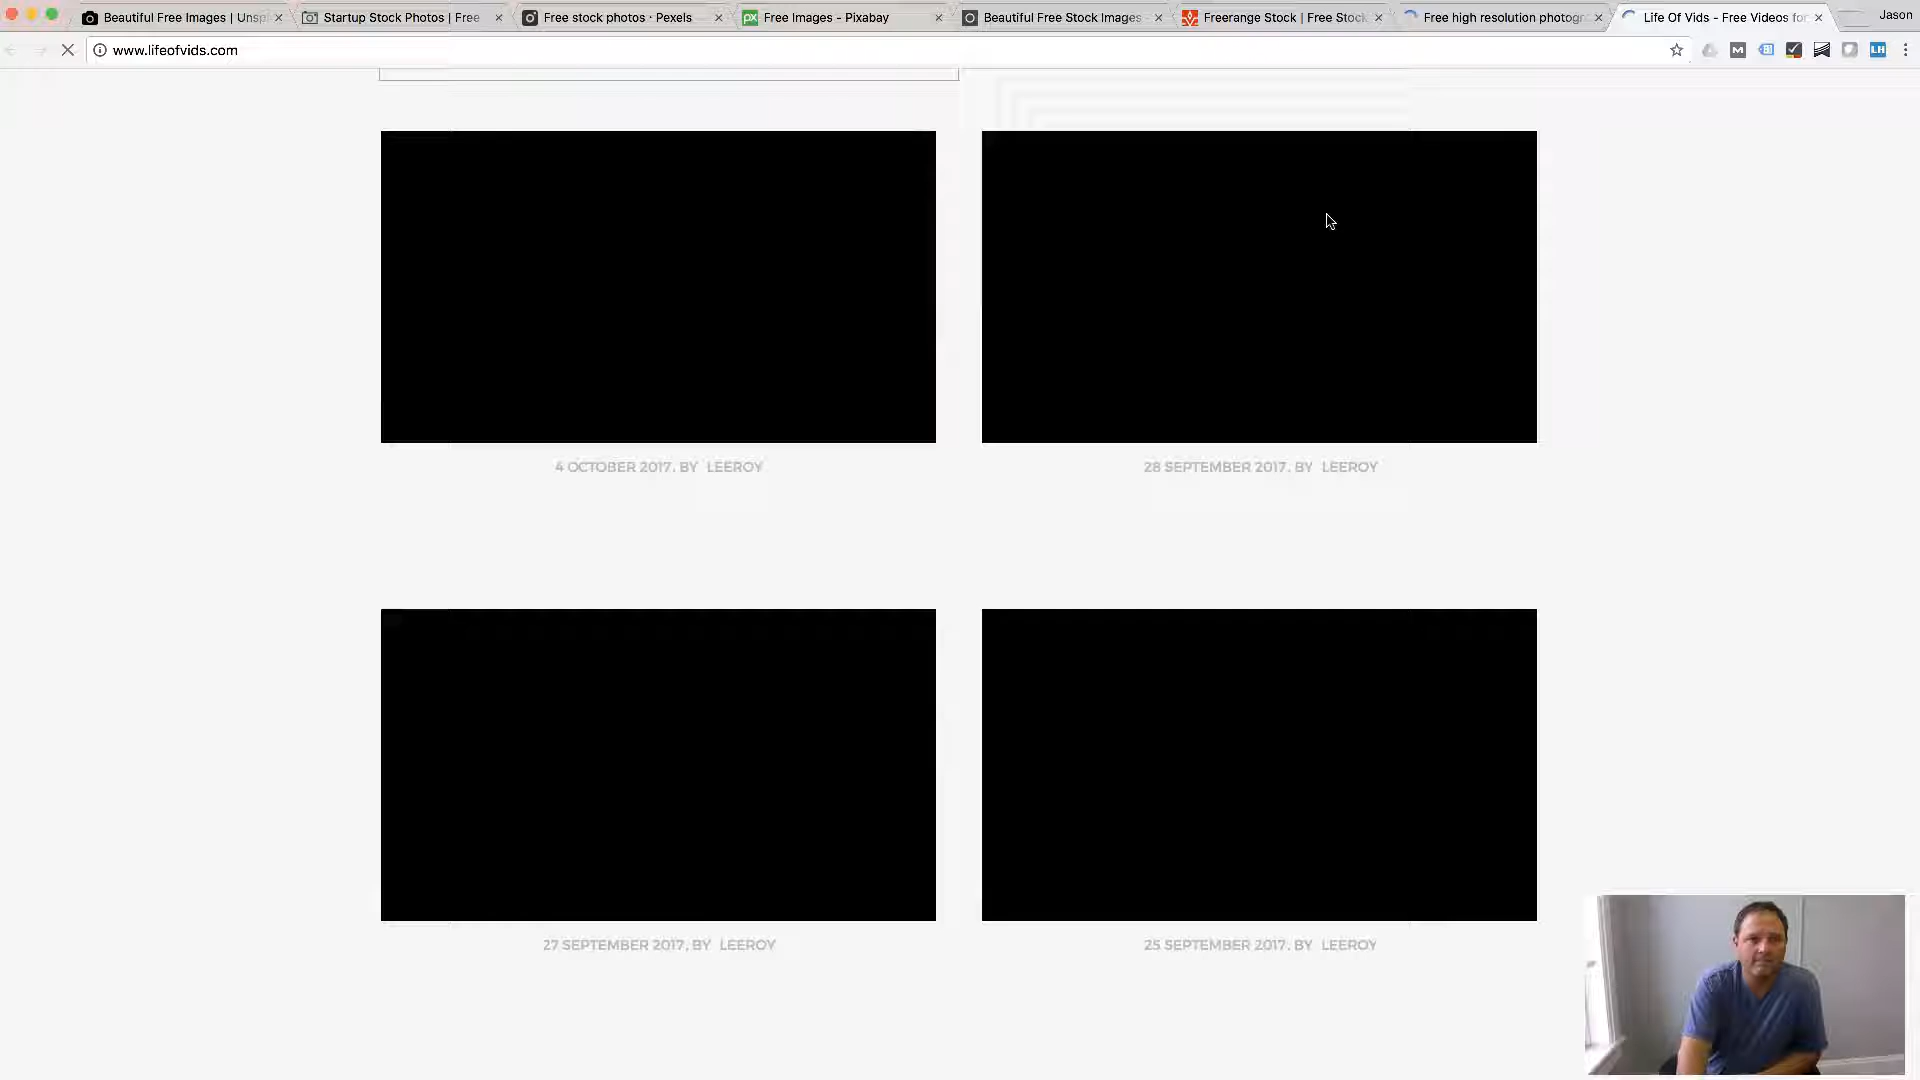 Beautiful Free Images | Unsp
Startup Stock Photos | Free
Free stock photos · Pexels
px Free Images - Pixabay
Beautiful Free Stock Images
Freerange Stock | Free Stock
Free high resolution photogr
Life Of Vids - Free Videos for
Jason
www.lifeofvids.com
M
LH
4 OCTOBER 2017, BY LEEROY
28 SEPTEMBER 2017, BY LEEROY
27 SEPTEMBER 2017, BY LEEROY
25 SEPTEMBER 2017, BY LEEROY